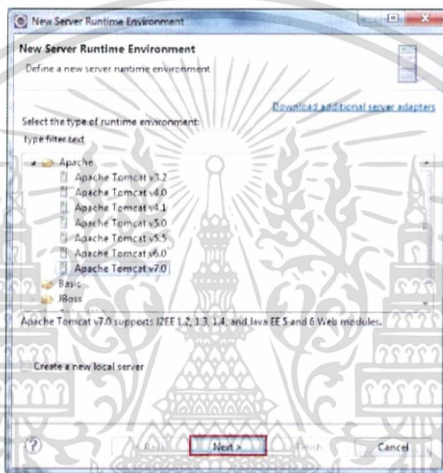 New Server Runtime Environment
New Server Runtime Environment
Define a new server runtime environment
Download additional server adapters
Select the type of runtime environment:
type filter text
Apache
Apache Tomcat v3.2
Apache Tomcat v4.0
Apache Tomcat v4.1
Apache Tomcat v5.0
Apache Tomcat v5.5
Apache Tomcat v6.0
Apache Tomcat v7.0
Basic
JBoss
Apache Tomcat v7.0 supports J2EE 1.2, 1.3, 1.4, and Java EE 5 and 6 Web modules.
Create a new local server
?
< Back
Next >
Finish
Cancel